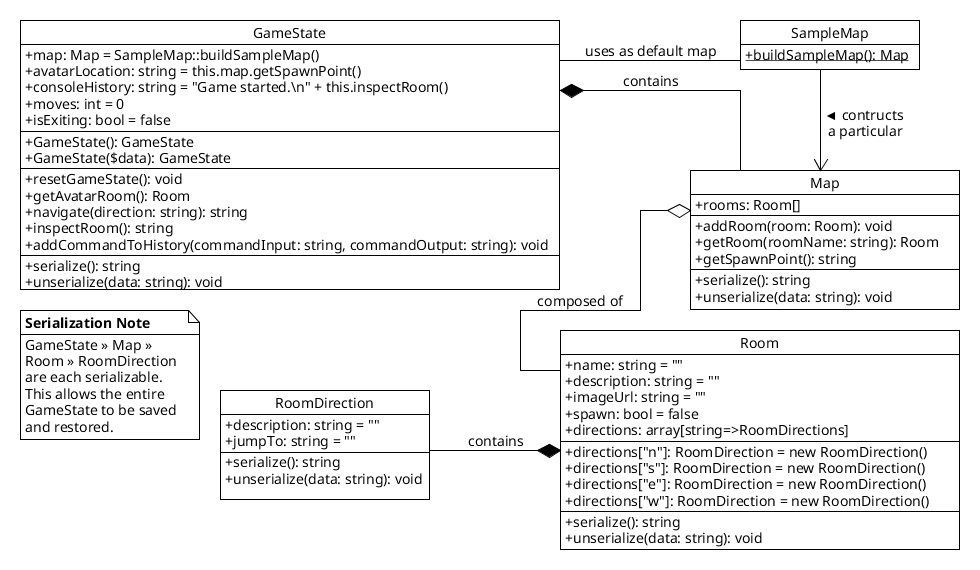 GameState
+map: Map = SampleMap::buildSampleMap()
+avatarLocation: string = this.map.getSpawnPoint()
+consoleHistory: string = "Game started.\n" + this.inspectRoom()
+moves: int = 0
+isExiting: bool = false
+GameState(): GameState
+GameState($data): GameState
+resetGameState(): void
+getAvatarRoom(): Room
+navigate(direction: string): string
+inspectRoom(): string
+addCommandToHistory(commandInput: string, commandOutput: string): void
+serialize(): string
+unserialize(data: string): void
uses as default map
contains
SampleMap
+buildSampleMap(): Map
◄ contructs
a particular
Map
+rooms: Room[]
+addRoom(room: Room): void
+getRoom(roomName: string): Room
+getSpawnPoint(): string
+serialize(): string
+unserialize(data: string): void
composed of
Serialization Note
GameState » Map »
Room » RoomDirection
are each serializable.
This allows the entire
GameState to be saved
and restored.
RoomDirection
+description: string = ""
+jumpTo: string = ""
+serialize(): string
+unserialize(data: string): void
contains
Room
+name: string = ""
+description: string = ""
+imageUrl: string = ""
+spawn: bool = false
+directions: array[string=>RoomDirections]
+directions["n"]: RoomDirection = new RoomDirection()
+directions["s"]: RoomDirection = new RoomDirection()
+directions["e"]: RoomDirection = new RoomDirection()
+directions["w"]: RoomDirection = new RoomDirection()
+serialize(): string
+unserialize(data: string): void